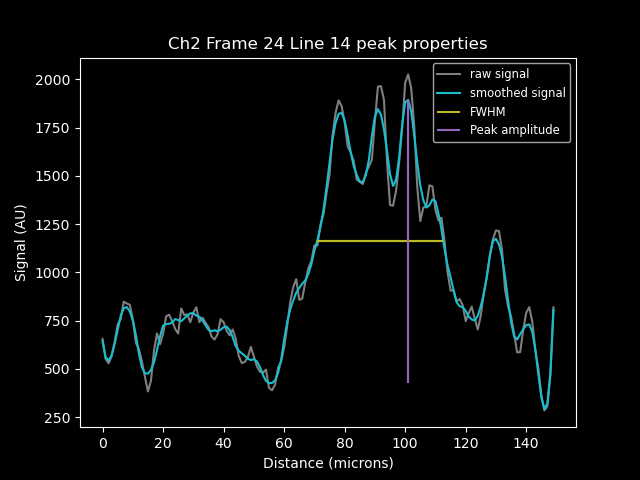 Ch2 Frame 24 Line 14 peak properties
raw signal
smoothed signal
FWHM
Peak amplitude
2000
1750
1500
1250
1000
750
500
250
Signal (AU)
0 20 40 60 80 100 120 140
Distance (microns)